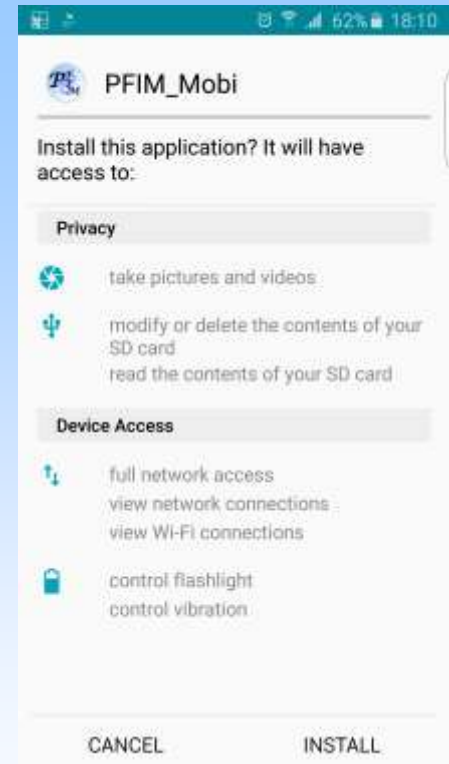 62% 18:10
PFIM_Mobi
Install this application? It will have
access to:
Privacy
take pictures and videos
modify or delete the contents of your
SD card
read the contents of your SD card
Device Access
full network access
view network connections
view Wi-Fi connections
control flashlight
control vibration
CANCEL INSTALL